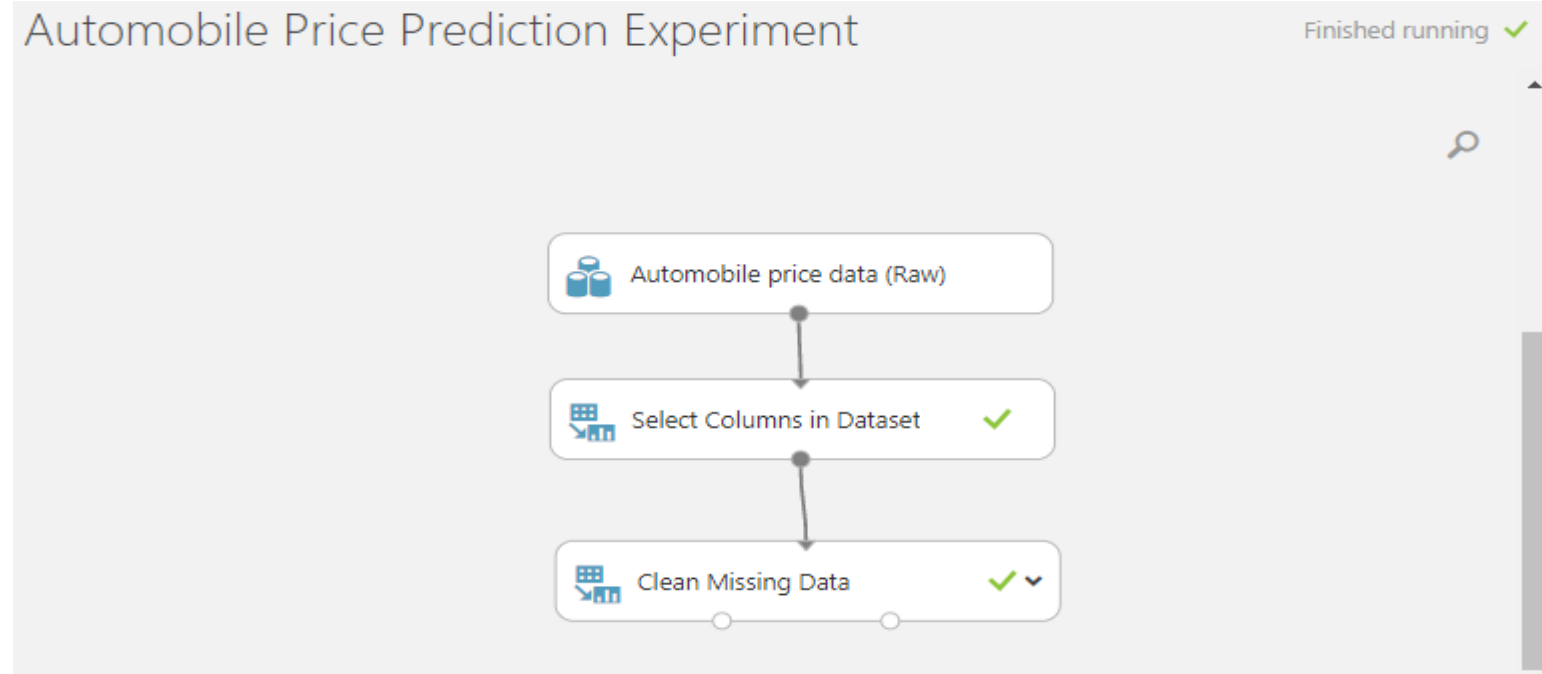 Automobile Price Prediction Experiment
Finished running
Automobile price data (Raw)
Select Columns in Dataset
Clean Missing Data